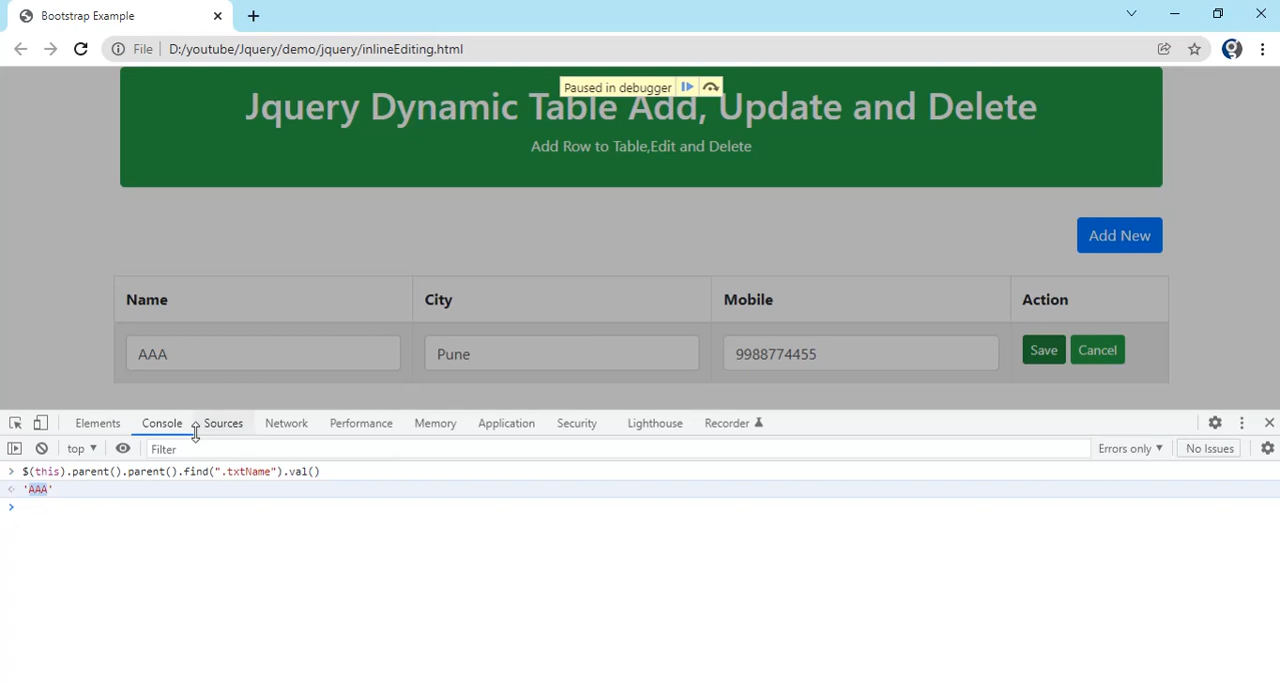 Bootstrap Example
File D:/youtube/Jquery/demo/jquery/inlineEditing.html
Paused in debugger
Jquery Dynamic Table Add, Update and Delete
Add Row to Table,Edit and Delete
Add New
Name City Mobile Action
AAA Pune 9988774455 Save Cancel
Elements Console Sources Network Performance Memory Application Security Lighthouse Recorder
top Filter Errors only No Issues
$(this).parent().parent().find(".txtName").val()
'AAA'